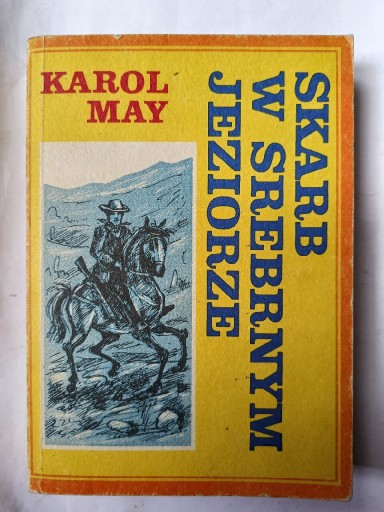 KAROL
MAY
SKARB
W SREBRNYM
JEZIORZE